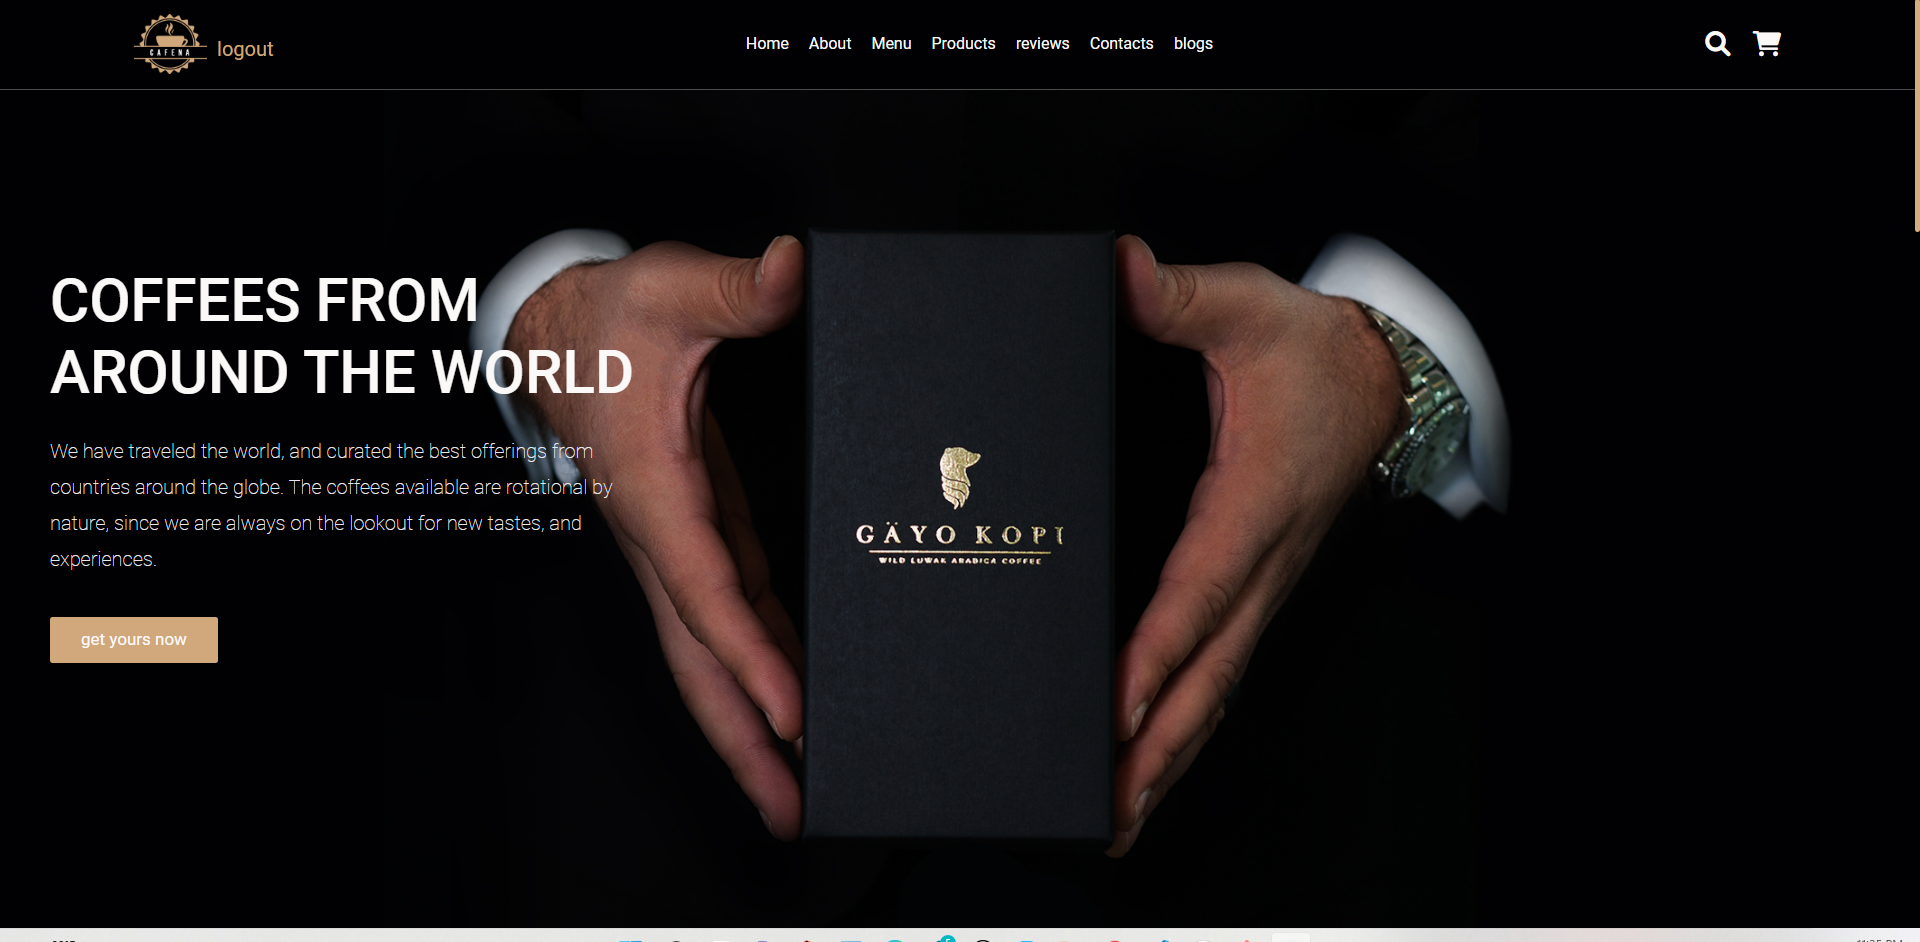 CAFENA
logout
Home About Menu Products reviews Contacts blogs
COFFEES FROM
AROUND THE WORLD
We have traveled the world, and curated the best offerings from
countries around the globe. The coffees available are rotational by
nature, since we are always on the lookout for new tastes, and
experiences.
get yours now
GÄYO KOPI
WILD LUWAK ARABICA COFFEE